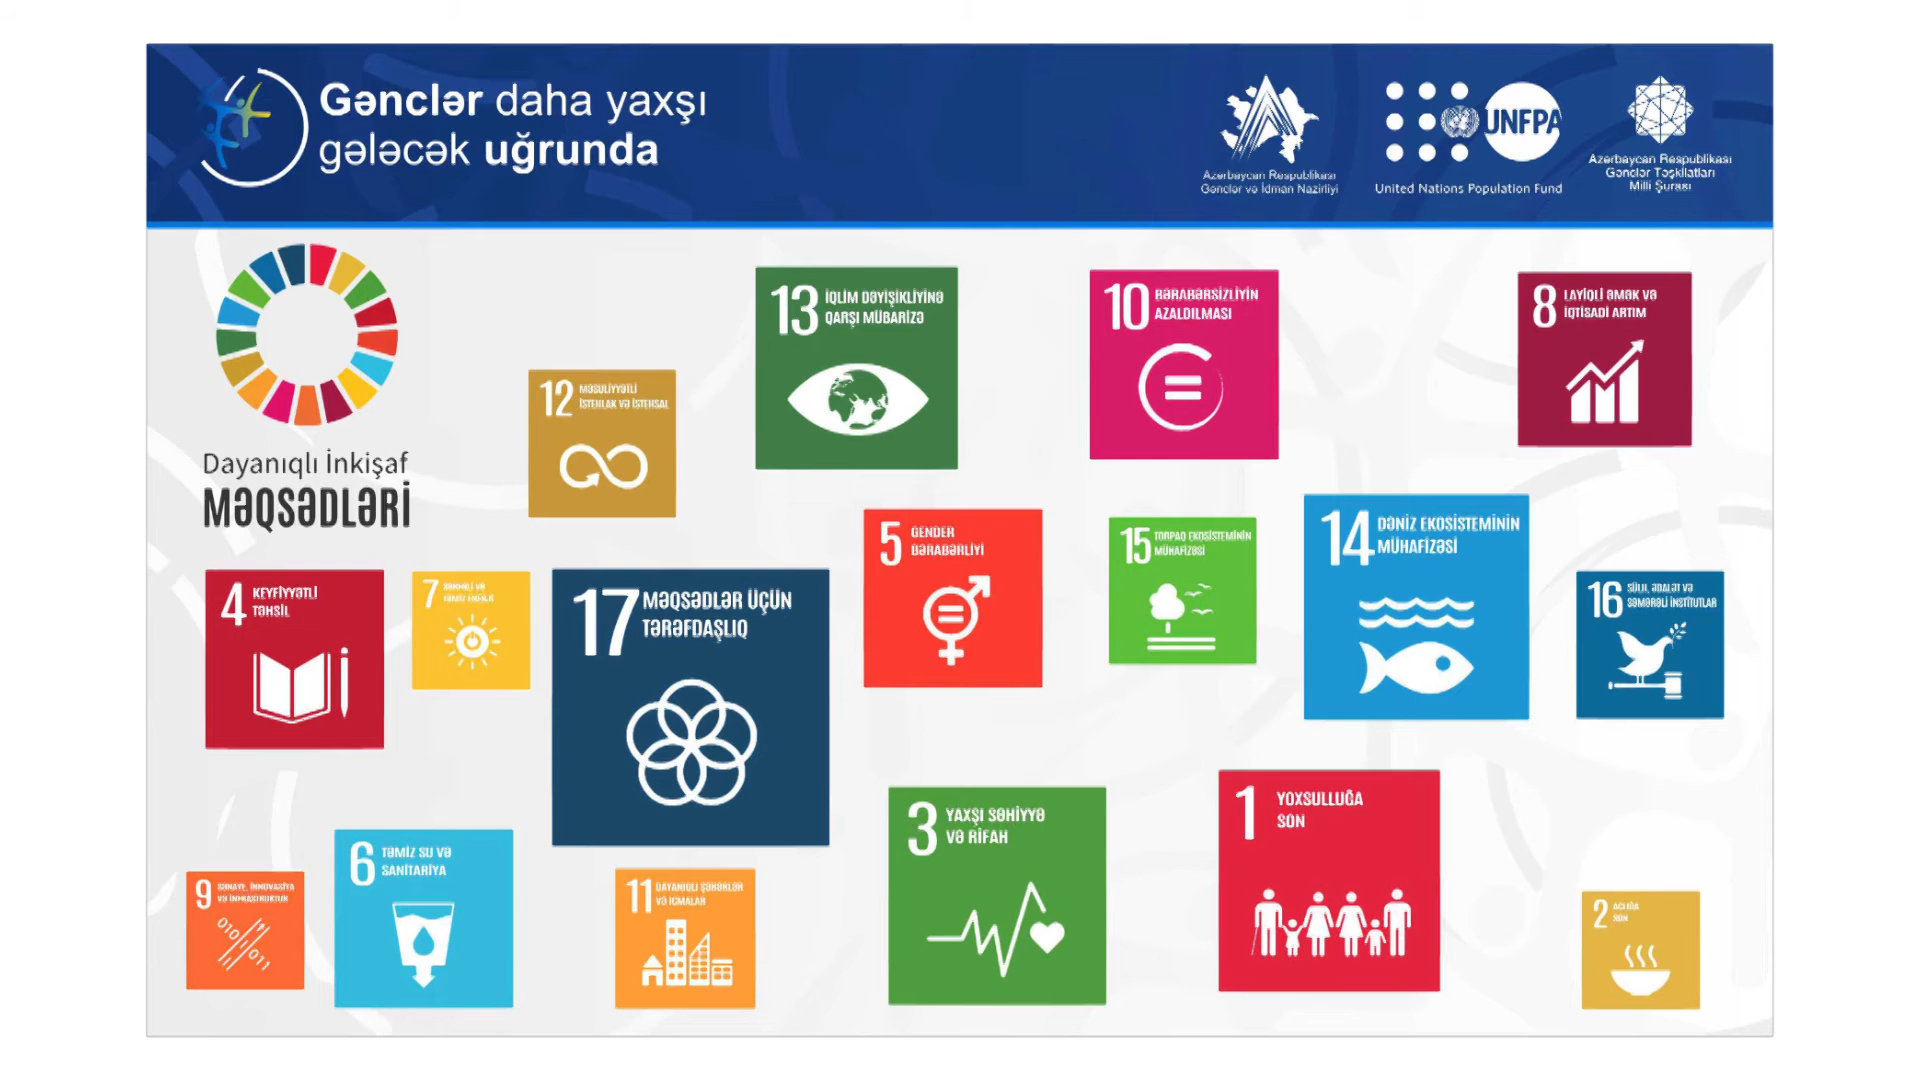 Gənclər daha yaxşı
gələcək uğrunda
Azərbaycan Respublikası
Gənclər və İdman Nazirliyi
UNFPA
United Nations Population Fund
Azərbaycan Respublikası
Gənclər Təşkilatları
Milli Şurası
Dayanıqlı İnkişaf
MƏQSƏDLƏRİ
13 İQLİM DƏYİŞİKLİYİNƏ
QARŞI MÜBARİZƏ
10 BƏRABƏRSİZLİYİN
AZALDILMASI
8 LAYİQLİ ƏMƏK VƏ
İQTİSADİ ARTIM
12 MƏSULİYYƏTLİ
İSTEHLAK VƏ İSTEHSAL
5 GENDER
BƏRABƏRLİYİ
15 TORPAQ EKOSİSTEMİNİN
MÜHAFİZƏSİ
14 DƏNİZ EKOSİSTEMİNİN
MÜHAFİZƏSİ
4 KEYFİYYƏTLİ
TƏHSİL
7
17 MƏQSƏDLƏR ÜÇÜN
TƏRƏFDAŞLIQ
16 SÜLH, ƏDALƏT VƏ
SƏMƏRƏLİ İNSTİTUTLAR
3 YAXŞI SƏHİYYƏ
VƏ RİFAH
1 YOXSULLUĞA
SON
6 TƏMİZ SU VƏ
SANİTARİYA
9 SƏNAYE, İNNOVASİYA
VƏ İNFRASTRUKTUR
010
011
11 DAYANIQLI ŞƏHƏRLƏR
VƏ İCMALAR
2 ACLIĞA
SON